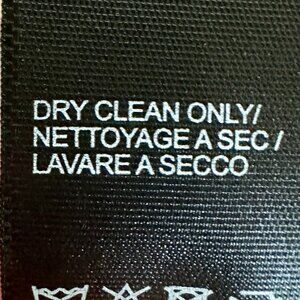 DRY CLEAN ONLY/
NETTOYAGE A SEC /
LAVARE A SECCO